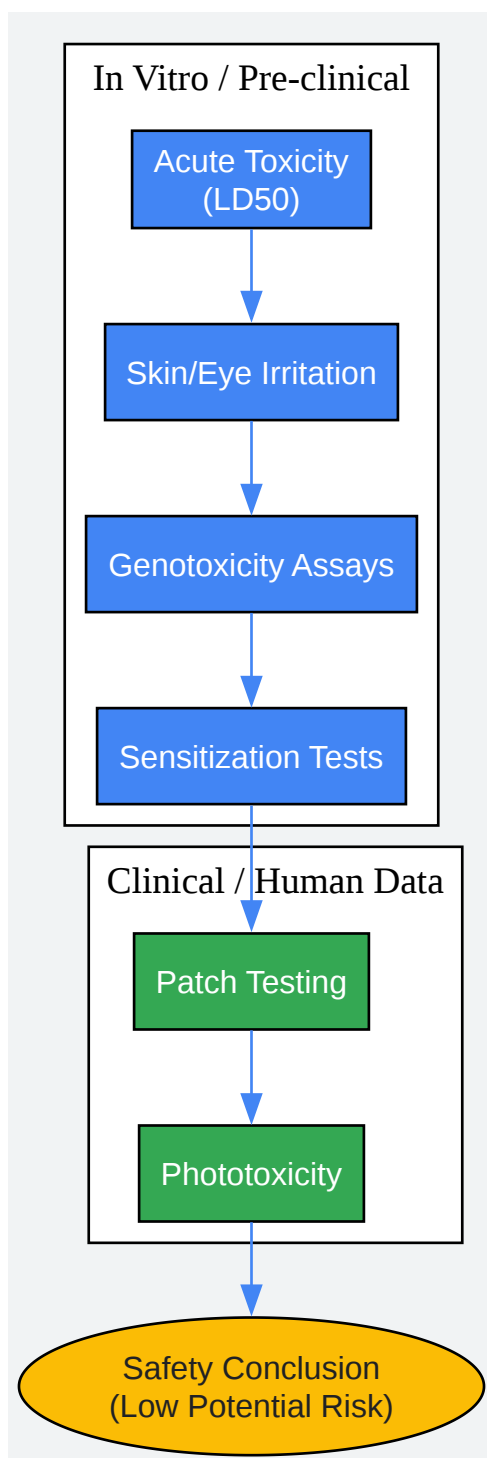 In Vitro / Pre-clinical
Acute Toxicity
(LD50)
Skin/Eye Irritation
Genotoxicity Assays
Sensitization Tests
Clinical / Human Data
Patch Testing
Phototoxicity
Safety Conclusion
(Low Potential Risk)